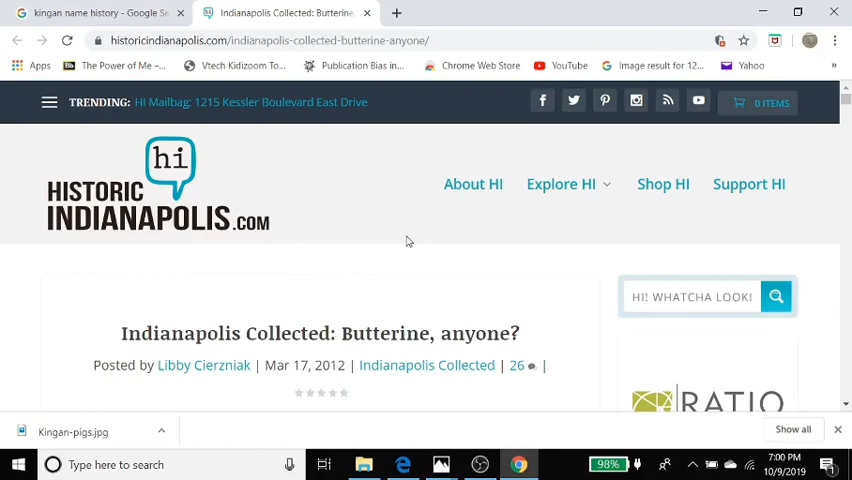 kingan name history - Google Se
Indianapolis Collected: Butterine,
historicindianapolis.com/indianapolis-collected-butterine-anyone/
Apps
The Power of Me –...
Vtech Kidizoom To...
Publication Bias in...
Chrome Web Store
YouTube
Image result for 12...
Yahoo
»
TRENDING: HI Mailbag: 1215 Kessler Boulevard East Drive
0 ITEMS
hi
HISTORIC
INDIANAPOLIS.COM
About HI
Explore HI
Shop HI
Support HI
HI! WHATCHA LOOKI
Indianapolis Collected: Butterine, anyone?
Posted by Libby Cierzniak | Mar 17, 2012 | Indianapolis Collected | 26 |
RATIO
Kingan-pigs.jpg
Show all
Type here to search
98%
7:00 PM
10/9/2019
1